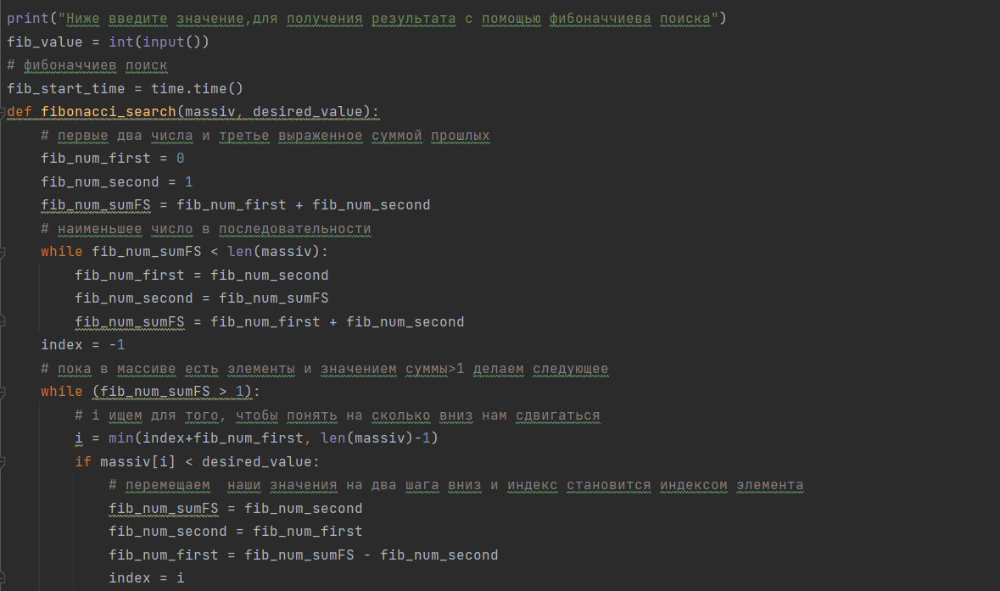 print("Ниже введите значение,для получения результата с помощью фибоначчиева поиска")
fib_value = int(input())
# фибоначчиев поиск
fib_start_time = time.time()
def fibonacci_search(massiv, desired_value):
    # первые два числа и третье выраженное суммой прошлых
    fib_num_first = 0
    fib_num_second = 1
    fib_num_sumFS = fib_num_first + fib_num_second
    # наименьшее число в последовательности
    while fib_num_sumFS < len(massiv):
        fib_num_first = fib_num_second
        fib_num_second = fib_num_sumFS
        fib_num_sumFS = fib_num_first + fib_num_second
    index = -1
    # пока в массиве есть элементы и значением суммы>1 делаем следующее
    while (fib_num_sumFS > 1):
        # i ищем для того, чтобы понять на сколько вниз нам сдвигаться
        i = min(index+fib_num_first, len(massiv)-1)
        if massiv[i] < desired_value:
            # перемещаем  наши значения на два шага вниз и индекс становится индексом элемента
            fib_num_sumFS = fib_num_second
            fib_num_second = fib_num_first
            fib_num_first = fib_num_sumFS - fib_num_second
            index = i